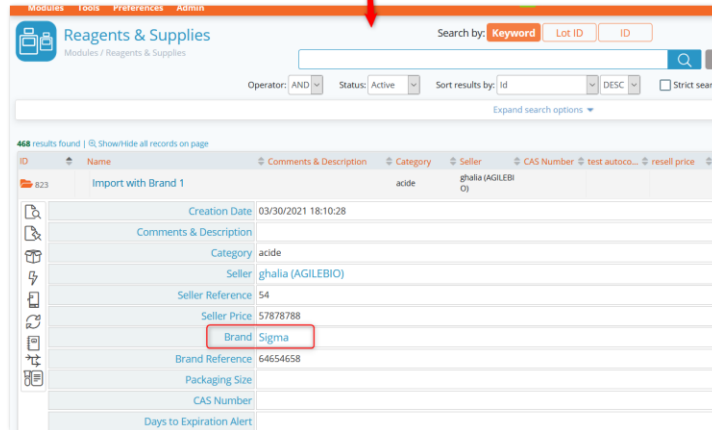 Modules Tools Preferences Admin
Reagents & Supplies
Modules / Reagents & Supplies
Search by: Keyword Lot ID ID
Operator: AND Status: Active Sort results by: Id DESC Strict sear
Expand search options
468 results found | Show/Hide all records on page
ID Name Comments & Description Category Seller CAS Number test autoco... resell price
823 Import with Brand 1 acide ghalia (AGILEBI
O)
Creation Date 03/30/2021 18:10:28
Comments & Description
Category acide
Seller ghalia (AGILEBIO)
Seller Reference 54
Seller Price 57878788
Brand Sigma
Brand Reference 64654658
Packaging Size
CAS Number
Days to Expiration Alert